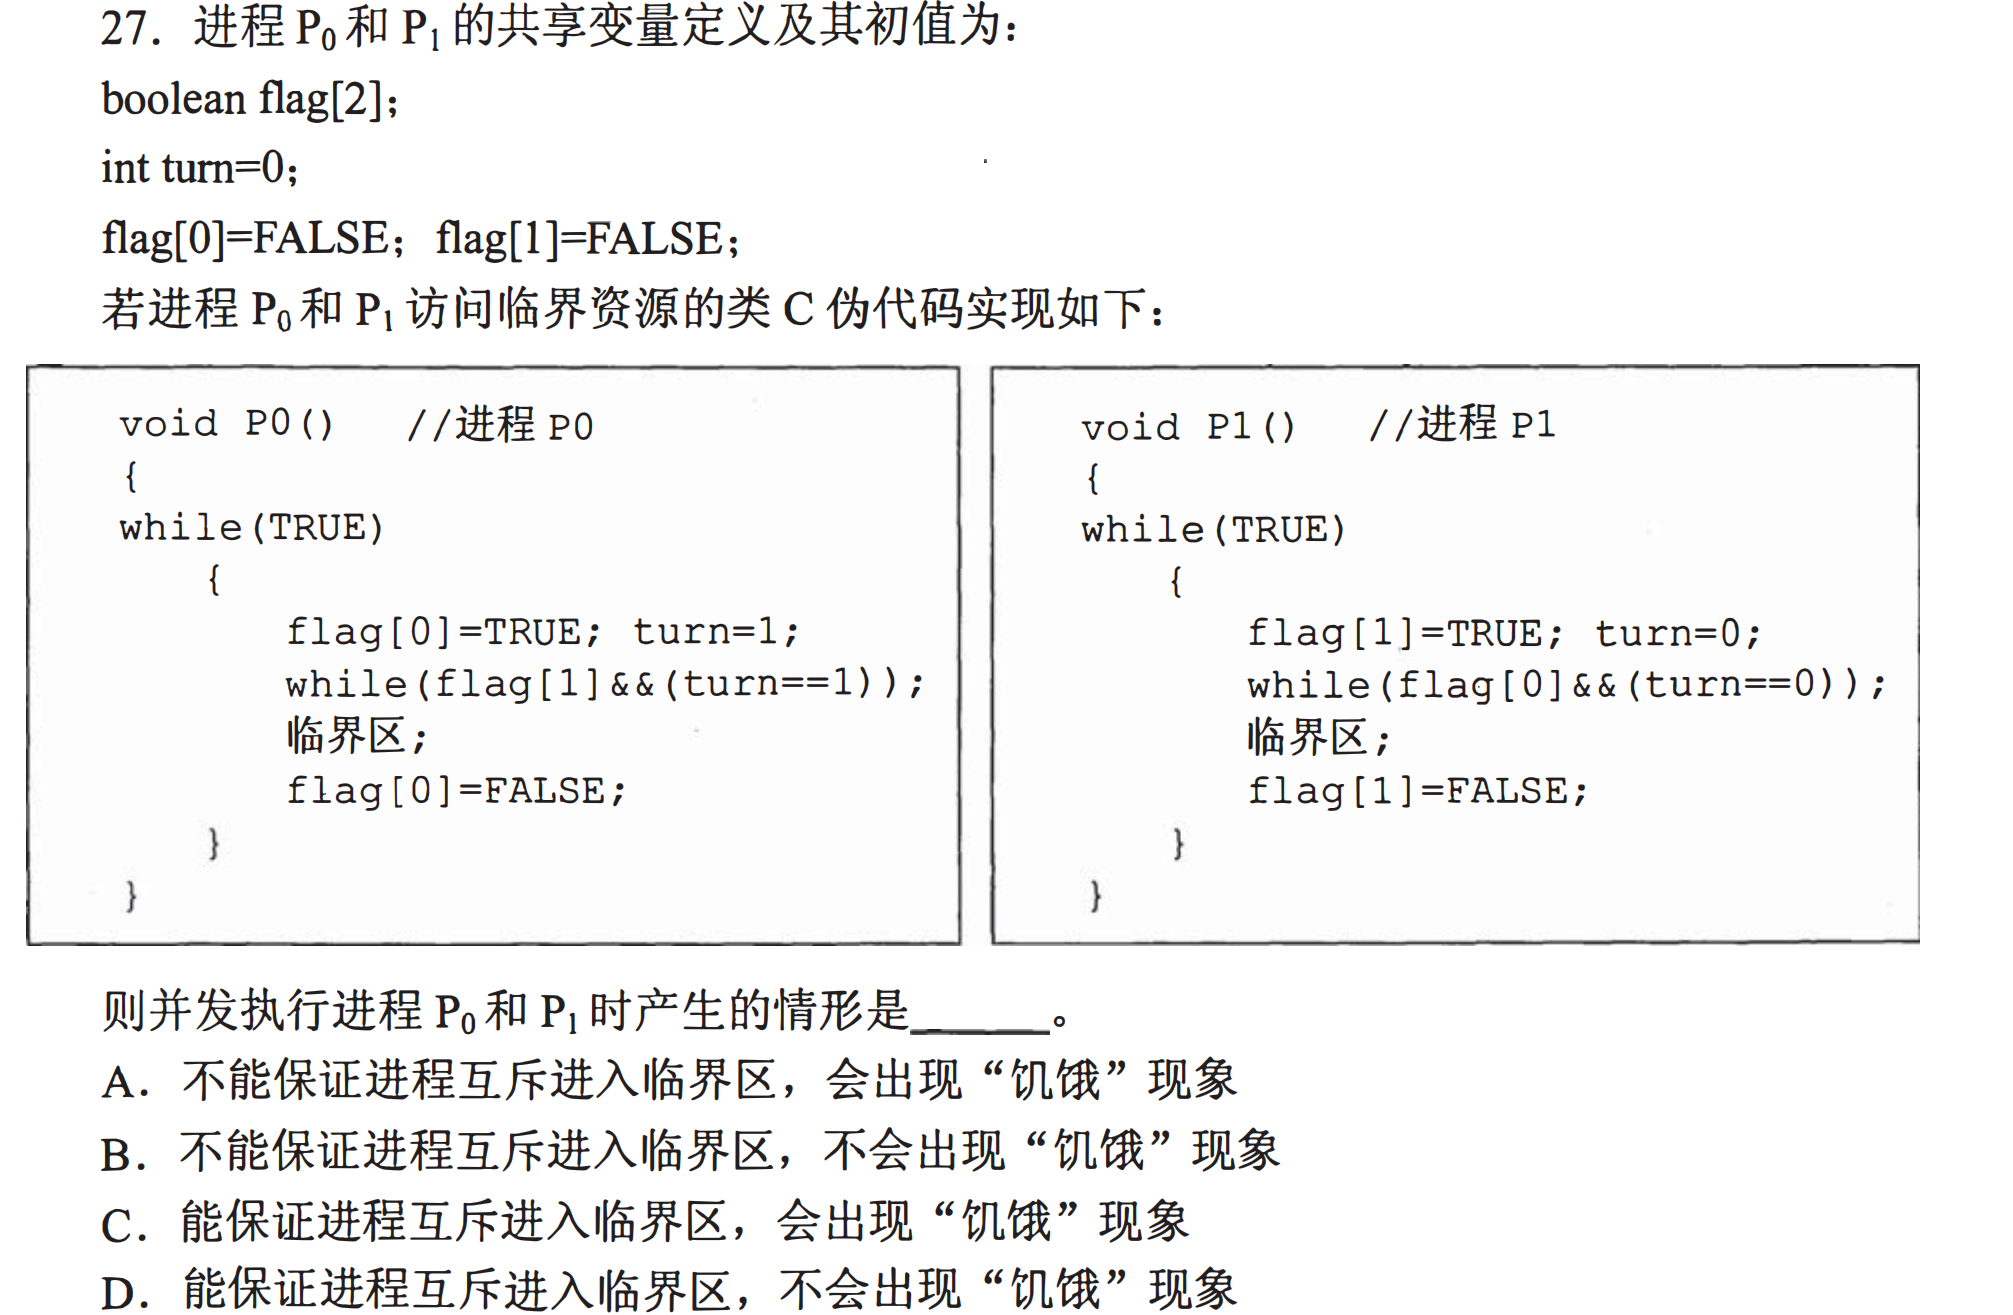 27. 进程 P0 和 P1 的共享变量定义及其初值为：
boolean flag[2]；
int turn=0；
flag[0]=FALSE；flag[1]=FALSE；
若进程 P0 和 P1 访问临界资源的类 C 伪代码实现如下：
void P0()   //进程 P0
{
while(TRUE)
{
flag[0]=TRUE; turn=1;
while(flag[1]&&(turn==1));
临界区;
flag[0]=FALSE;
}
}
void P1()   //进程 P1
{
while(TRUE)
{
flag[1]=TRUE; turn=0;
while(flag[0]&&(turn==0));
临界区;
flag[1]=FALSE;
}
}
则并发执行进程 P0 和 P1 时产生的情形是______。
A. 不能保证进程互斥进入临界区，会出现“饥饿”现象
B. 不能保证进程互斥进入临界区，不会出现“饥饿”现象
C. 能保证进程互斥进入临界区，会出现“饥饿”现象
D. 能保证进程互斥进入临界区，不会出现“饥饿”现象